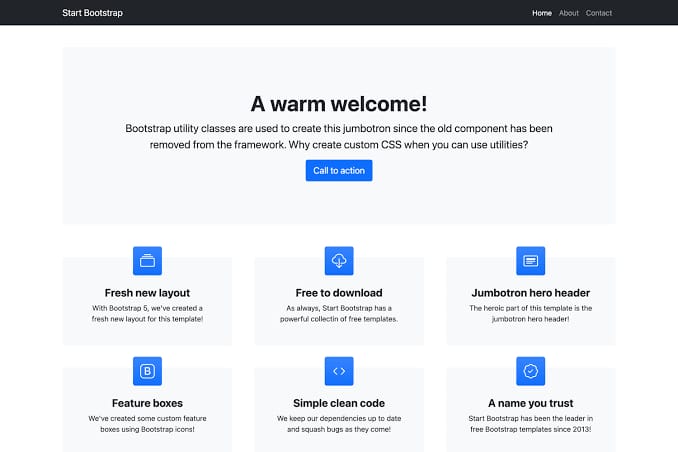 Start Bootstrap
Home About Contact
A warm welcome!
Bootstrap utility classes are used to create this jumbotron since the old component has been
removed from the framework. Why create custom CSS when you can use utilities?
Call to action
Fresh new layout
With Bootstrap 5, we've created a
fresh new layout for this template!
Free to download
As always, Start Bootstrap has a
powerful collectin of free templates.
Jumbotron hero header
The heroic part of this template is the
jumbotron hero header!
B
Feature boxes
We've created some custom feature
boxes using Bootstrap icons!
Simple clean code
We keep our dependencies up to date
and squash bugs as they come!
A name you trust
Start Bootstrap has been the leader in
free Bootstrap templates since 2013!